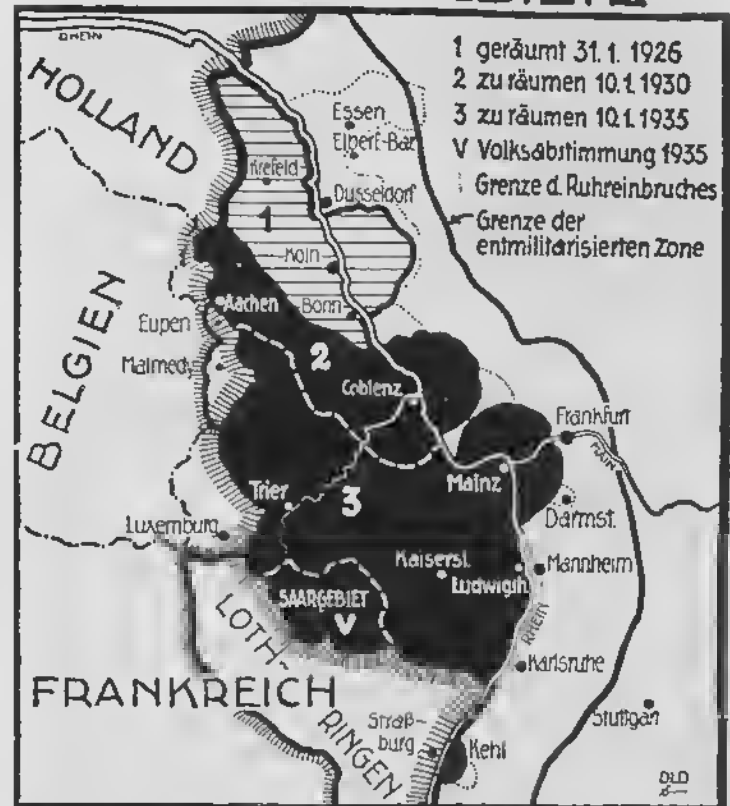 RHEIN
HOLLAND
1 geräumt 31.1.1926
2 zu räumen 10.1.1930
3 zu räumen 10.1.1935
V Volksabstimmung 1935
Grenze d. Ruhreinbruches
Grenze der
entmilitarisierten Zone
Essen
Elberf-Bar.
Krefeld
Düsseldorf
1
Köln
Bonn
Aachen
Eupen
Malmedy
BELGIEN
2
Coblenz
Frankfurt
MAIN
Mainz
Trier
3
Darmst.
Luxemburg
Kaisersl.
Ludwigh.
Mannheim
SAARGEBIET
V
RHEIN
LOTH-
RINGEN
Karlsruhe
FRANKREICH
Straß-
burg
Kehl
Stuttgart
DLD